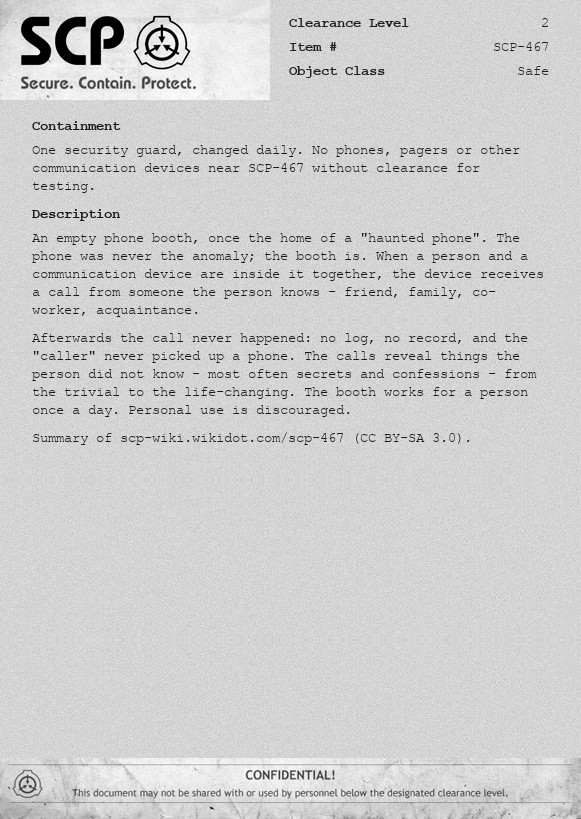 SCP
Secure. Contain. Protect.
Clearance Level 2
Item # SCP-467
Object Class Safe
Containment
One security guard, changed daily. No phones, pagers or other
communication devices near SCP-467 without clearance for
testing.
Description
An empty phone booth, once the home of a "haunted phone". The
phone was never the anomaly; the booth is. When a person and a
communication device are inside it together, the device receives
a call from someone the person knows - friend, family, co-
worker, acquaintance.
Afterwards the call never happened: no log, no record, and the
"caller" never picked up a phone. The calls reveal things the
person did not know - most often secrets and confessions - from
the trivial to the life-changing. The booth works for a person
once a day. Personal use is discouraged.
Summary of scp-wiki.wikidot.com/scp-467 (CC BY-SA 3.0).
CONFIDENTIAL!
This document may not be shared with or used by personnel below the designated clearance level.